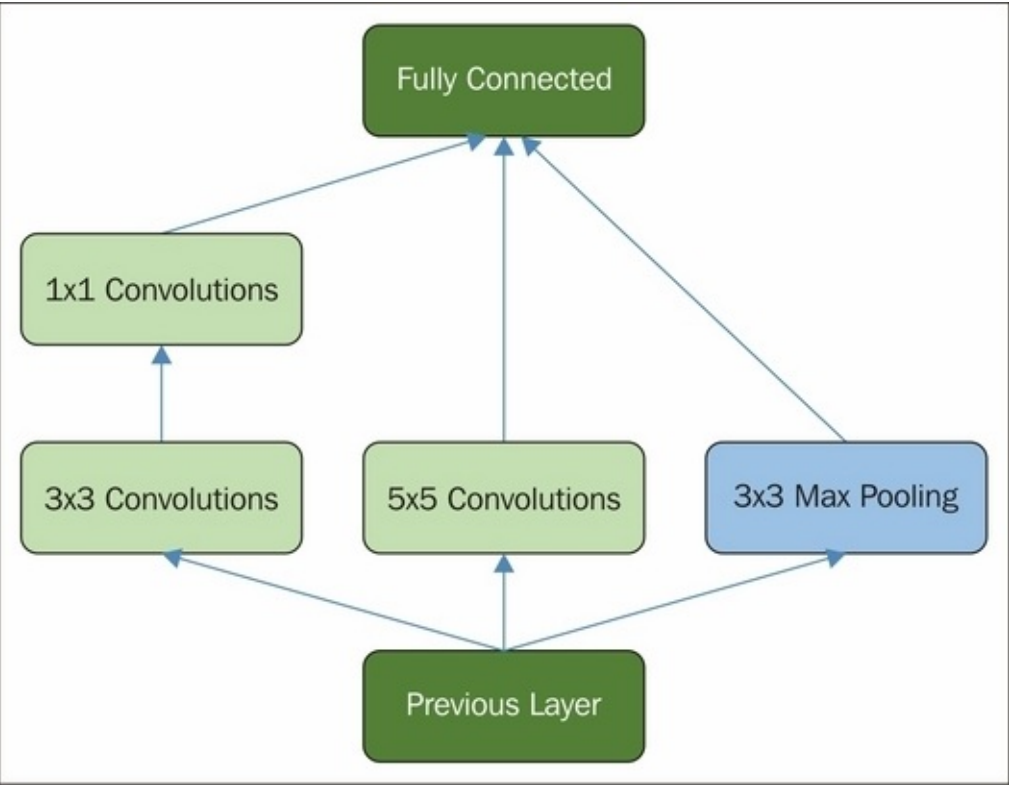 Fully Connected
1x1 Convolutions
3x3 Convolutions
5x5 Convolutions
3x3 Max Pooling
Previous Layer